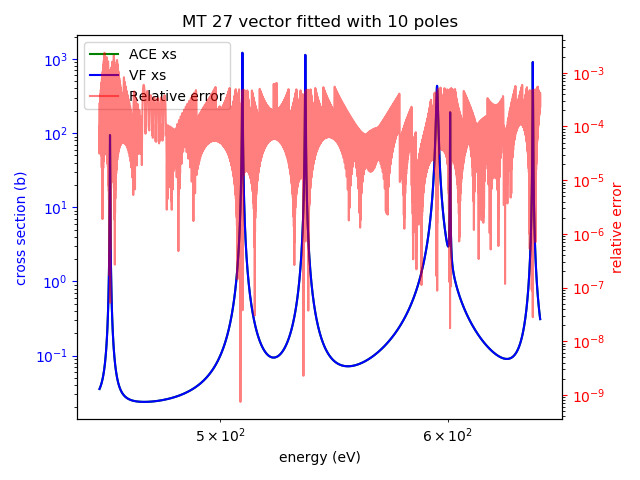 MT 27 vector fitted with 10 poles
ACE xs
VF xs
Relative error
cross section (b)
10³
10²
10¹
10⁰
10⁻¹
10⁻³
10⁻⁴
10⁻⁵
10⁻⁶
10⁻⁷
10⁻⁸
10⁻⁹
relative error
5 × 10²
6 × 10²
energy (eV)